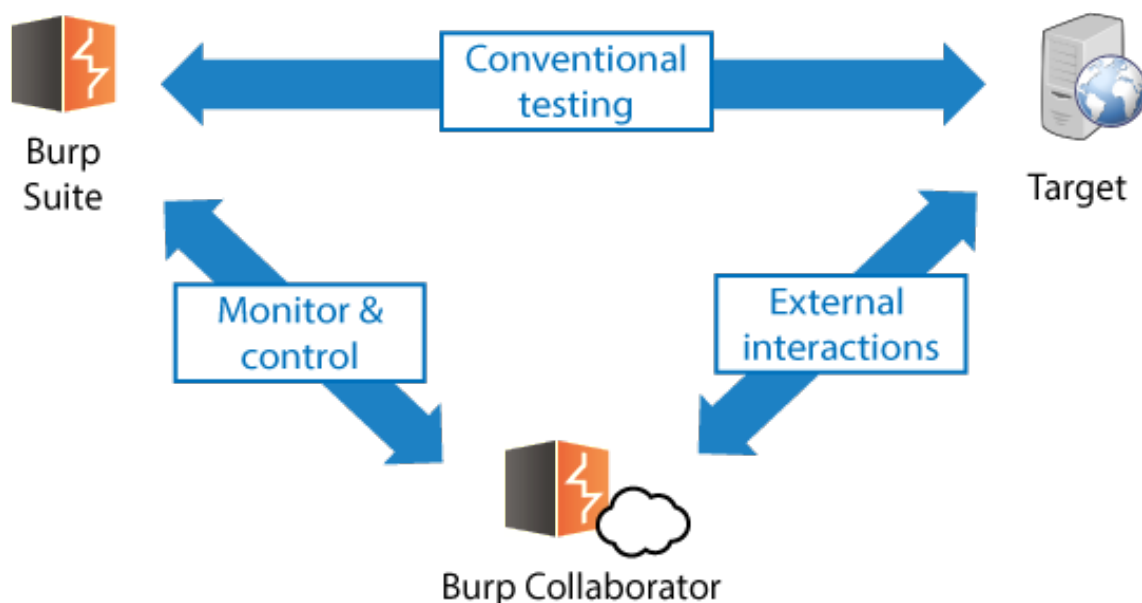 Conventional
testing
Burp
Suite
Target
Monitor &
control
External
interactions
Burp Collaborator